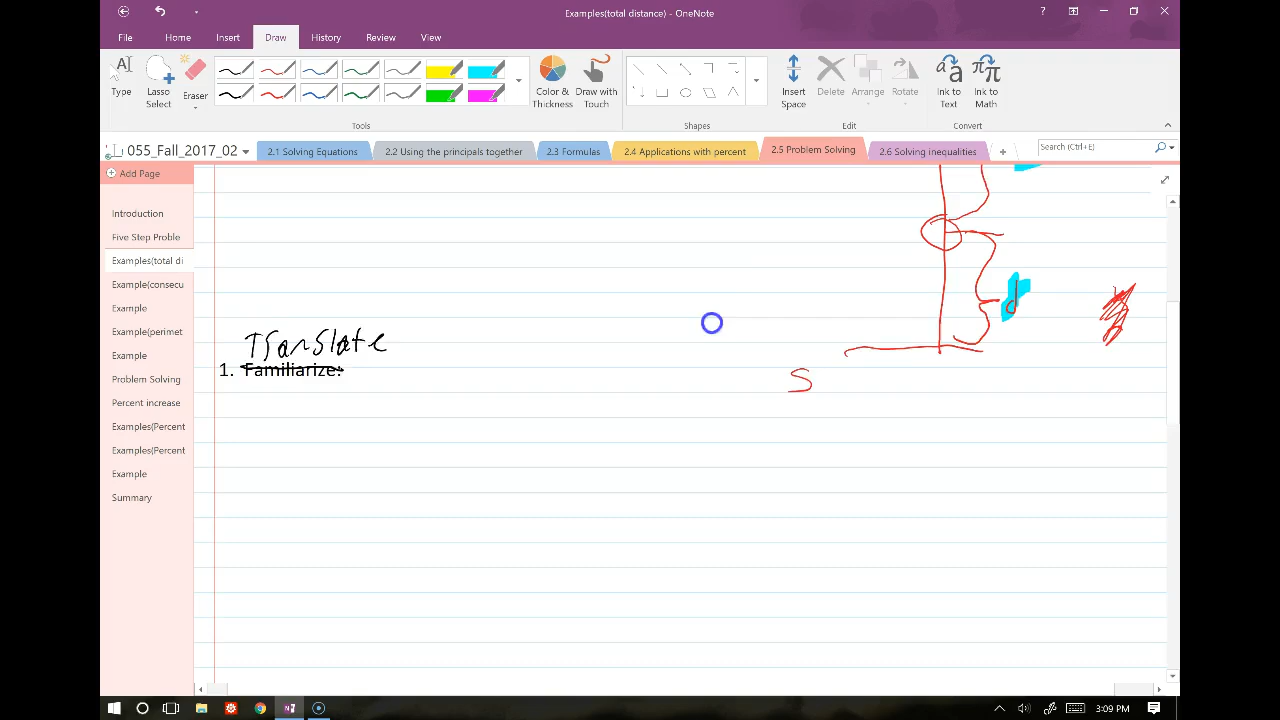 Examples(total distance) - OneNote
File Home Insert Draw History Review View
Type
Lasso Select
Eraser
Color & Thickness
Draw with Touch
Insert Space
Delete
Arrange
Rotate
Ink to Text
Ink to Math
Tools
Shapes
Edit
Convert
055_Fall_2017_02
2.1 Solving Equations
2.2 Using the principals together
2.3 Formulas
2.4 Applications with percent
2.5 Problem Solving
2.6 Solving inequalities
Search (Ctrl+E)
Add Page
Introduction
Five Step Proble
Examples(total di
Examples(consecu
Example
Example(perimet
Example
Problem Solving
Percent increase
Examples(Percent
Examples(Percent
Example
Summary
d
Translate
1. Familiarize:
S
3:09 PM